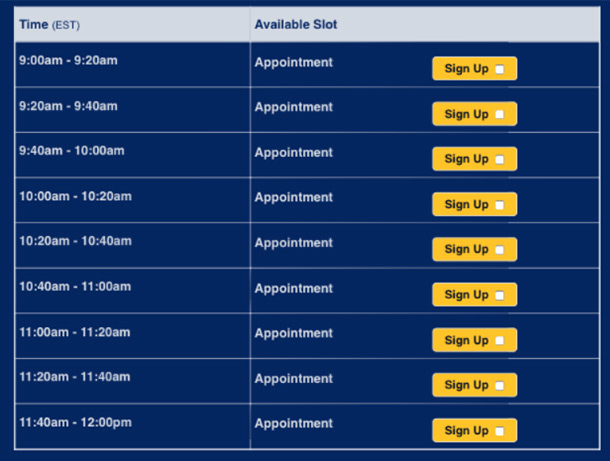 Time (EST) Available Slot
9:00am - 9:20am Appointment Sign Up
9:20am - 9:40am Appointment Sign Up
9:40am - 10:00am Appointment Sign Up
10:00am - 10:20am Appointment Sign Up
10:20am - 10:40am Appointment Sign Up
10:40am - 11:00am Appointment Sign Up
11:00am - 11:20am Appointment Sign Up
11:20am - 11:40am Appointment Sign Up
11:40am - 12:00pm Appointment Sign Up